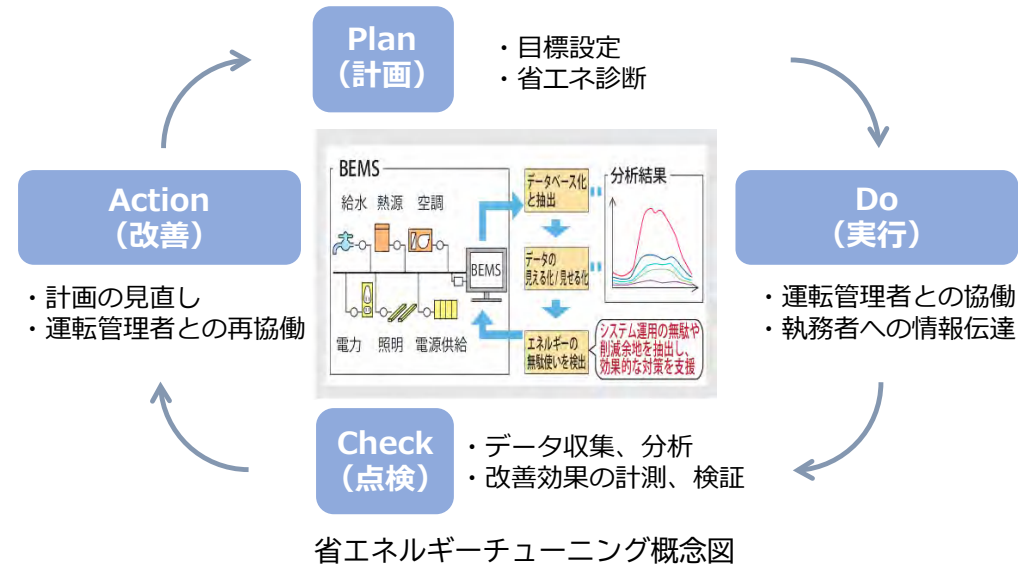 Plan
（計画）
・目標設定
・省エネ診断
Action
（改善）
・計画の見直し
・運転管理者との再協働
BEMS
給水 熱源 空調
BEMS
電力 照明 電源供給
データベース化
と抽出
データの
見える化/見せる化
エネルギーの
無駄使いを検出
分析結果
システム運用の無駄や
削減余地を抽出し、
効果的な対策を支援
Do
（実行）
・運転管理者との協働
・執務者への情報伝達
Check
（点検）
・データ収集、分析
・改善効果の計測、検証
省エネルギーチューニング概念図